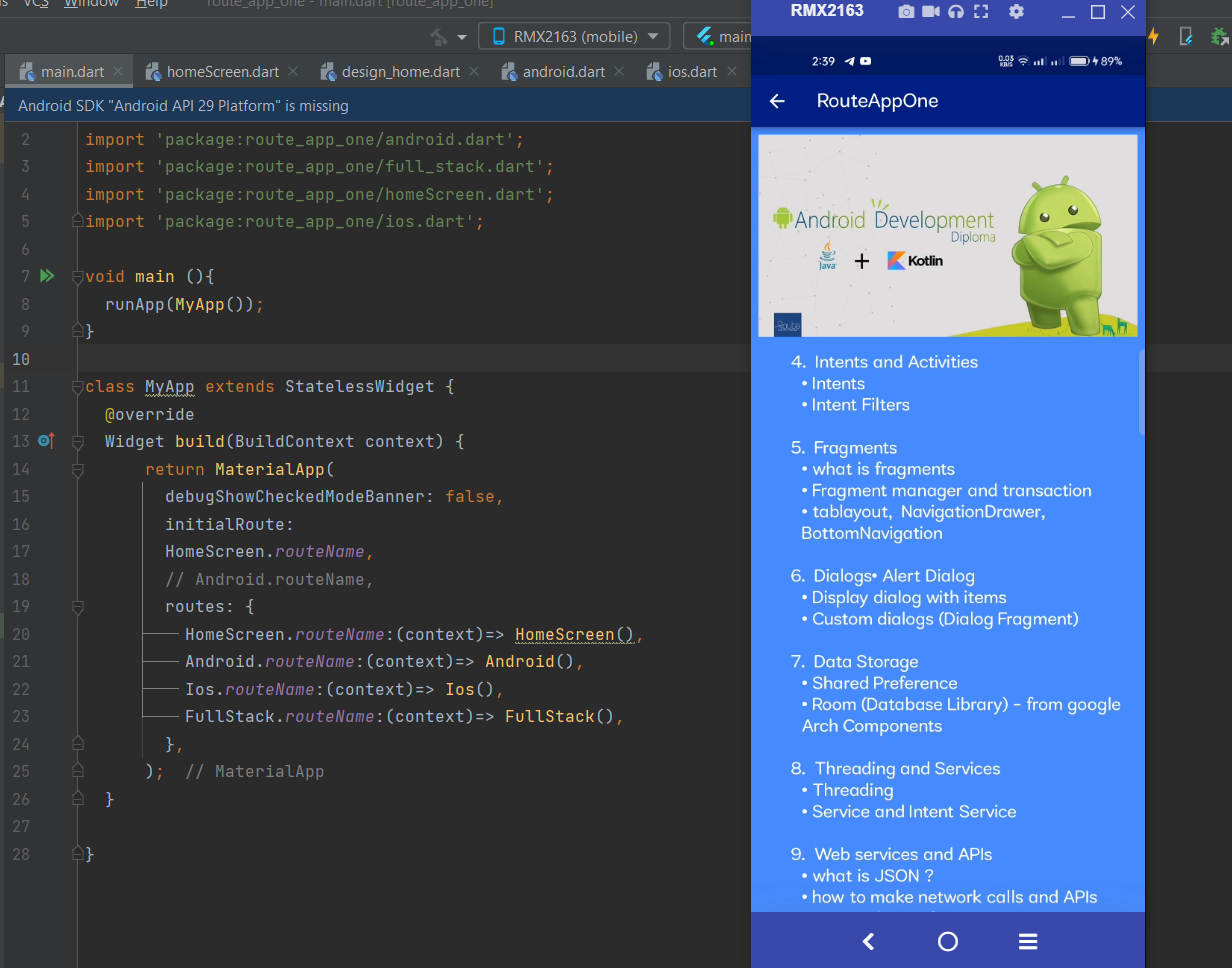 VCS Window Help route_app_one - main.dart [route_app_one]
RMX2163 (mobile) main
main.dart homeScreen.dart design_home.dart android.dart ios.dart
Android SDK "Android API 29 Platform" is missing
2 import 'package:route_app_one/android.dart';
3 import 'package:route_app_one/full_stack.dart';
4 import 'package:route_app_one/homeScreen.dart';
5 import 'package:route_app_one/ios.dart';
6
7 void main (){
8 runApp(MyApp());
9 }
10
11 class MyApp extends StatelessWidget {
12 @override
13 Widget build(BuildContext context) {
14 return MaterialApp(
15 debugShowCheckedModeBanner: false,
16 initialRoute:
17 HomeScreen.routeName,
18 // Android.routeName,
19 routes: {
20 HomeScreen.routeName:(context)=> HomeScreen(),
21 Android.routeName:(context)=> Android(),
22 Ios.routeName:(context)=> Ios(),
23 FullStack.routeName:(context)=> FullStack(),
24 },
25 ); // MaterialApp
26 }
27
28 }
RMX2163
2:39 0.03 KB/S 89%
RouteAppOne
Android Development
Diploma
Java + Kotlin
Route
4. Intents and Activities
• Intents
• Intent Filters
5. Fragments
• what is fragments
• Fragment manager and transaction
• tablayout, NavigationDrawer,
BottomNavigation
6. Dialogs• Alert Dialog
• Display dialog with items
• Custom dialogs (Dialog Fragment)
7. Data Storage
• Shared Preference
• Room (Database Library) - from google
Arch Components
8. Threading and Services
• Threading
• Service and Intent Service
9. Web services and APIs
• what is JSON ?
• how to make network calls and APIs